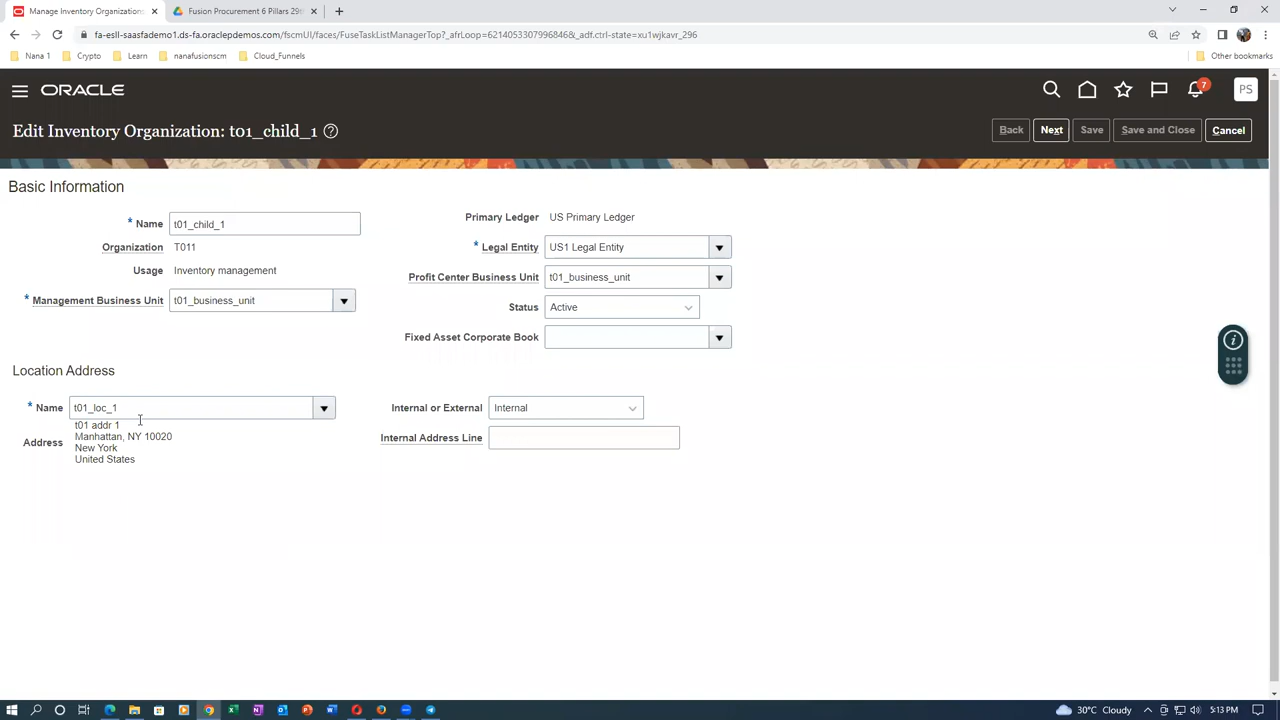 Manage Inventory Organizations:
Fusion Procurement 6 Pillars 29th
fa-esll-saasfademo1.ds-fa.oraclepdemos.com/fscmUI/faces/FuseTaskListManagerTop?_afrLoop=62140533079968468&_adf.ctrl-state=xu1wjkavr_296
Nana 1
Crypto
Learn
nanafusionscm
Cloud_Funnels
Other bookmarks
ORACLE
7
PS
Edit Inventory Organization: t01_child_1
Back
Next
Save
Save and Close
Cancel
Basic Information
* Name t01_child_1
Organization T011
Usage Inventory management
* Management Business Unit t01_business_unit
Primary Ledger US Primary Ledger
* Legal Entity US1 Legal Entity
Profit Center Business Unit t01_business_unit
Status Active
Fixed Asset Corporate Book
Location Address
* Name t01_loc_1
Address t01 addr 1
Manhattan, NY 10020
New York
United States
Internal or External Internal
Internal Address Line
30°C Cloudy
5:13 PM